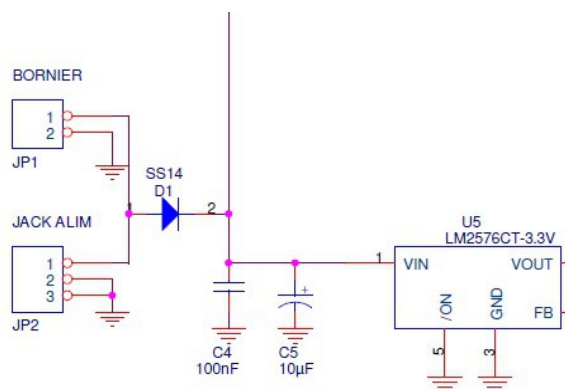 BORNIER
1
2
JP1
SS14
D1
1
2
JACK ALIM
1
2
3
JP2
U5
LM2576CT-3.3V
1
VIN
VOUT
/ON
GND
FB
5
3
C4
100nF
+
C5
10µF